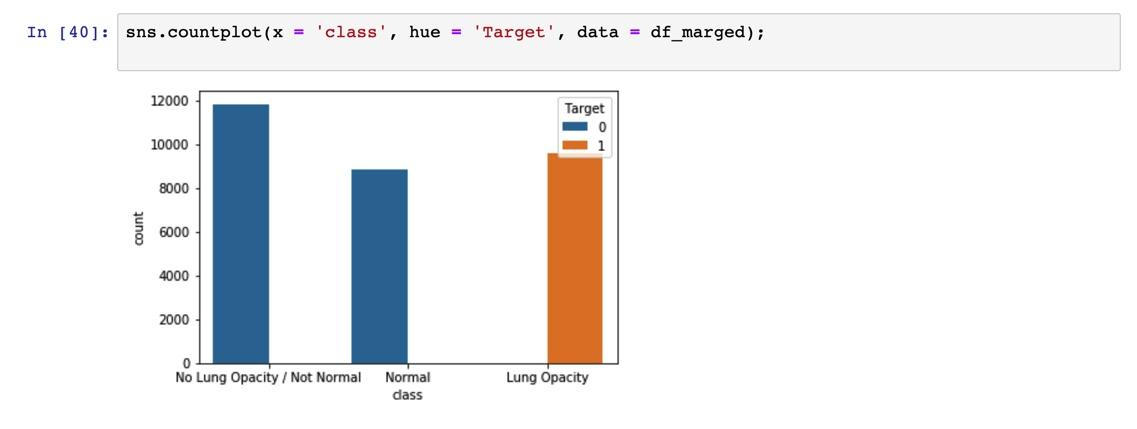 In [40]: sns.countplot(x = 'class', hue = 'Target', data = df_marged);
Target
0
1
12000
10000
8000
6000
4000
2000
0
count
No Lung Opacity / Not Normal Normal Lung Opacity
class